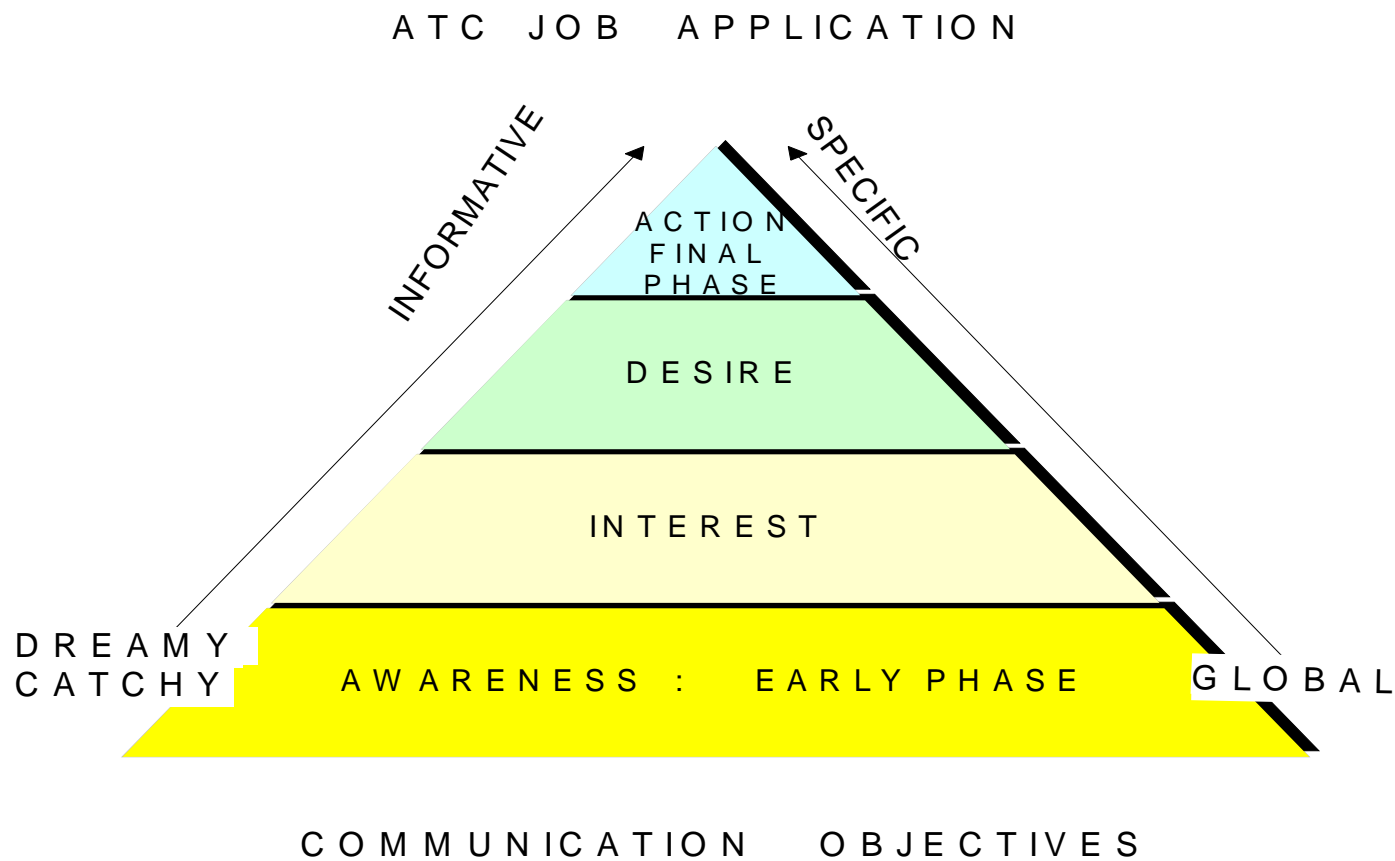 ATC JOB APPLICATION
INFORMATIVE
SPECIFIC
ACTION
FINAL
PHASE
DESIRE
INTEREST
DREAMY
CATCHY
AWARENESS : EARLY PHASE
GLOBAL
COMMUNICATION OBJECTIVES